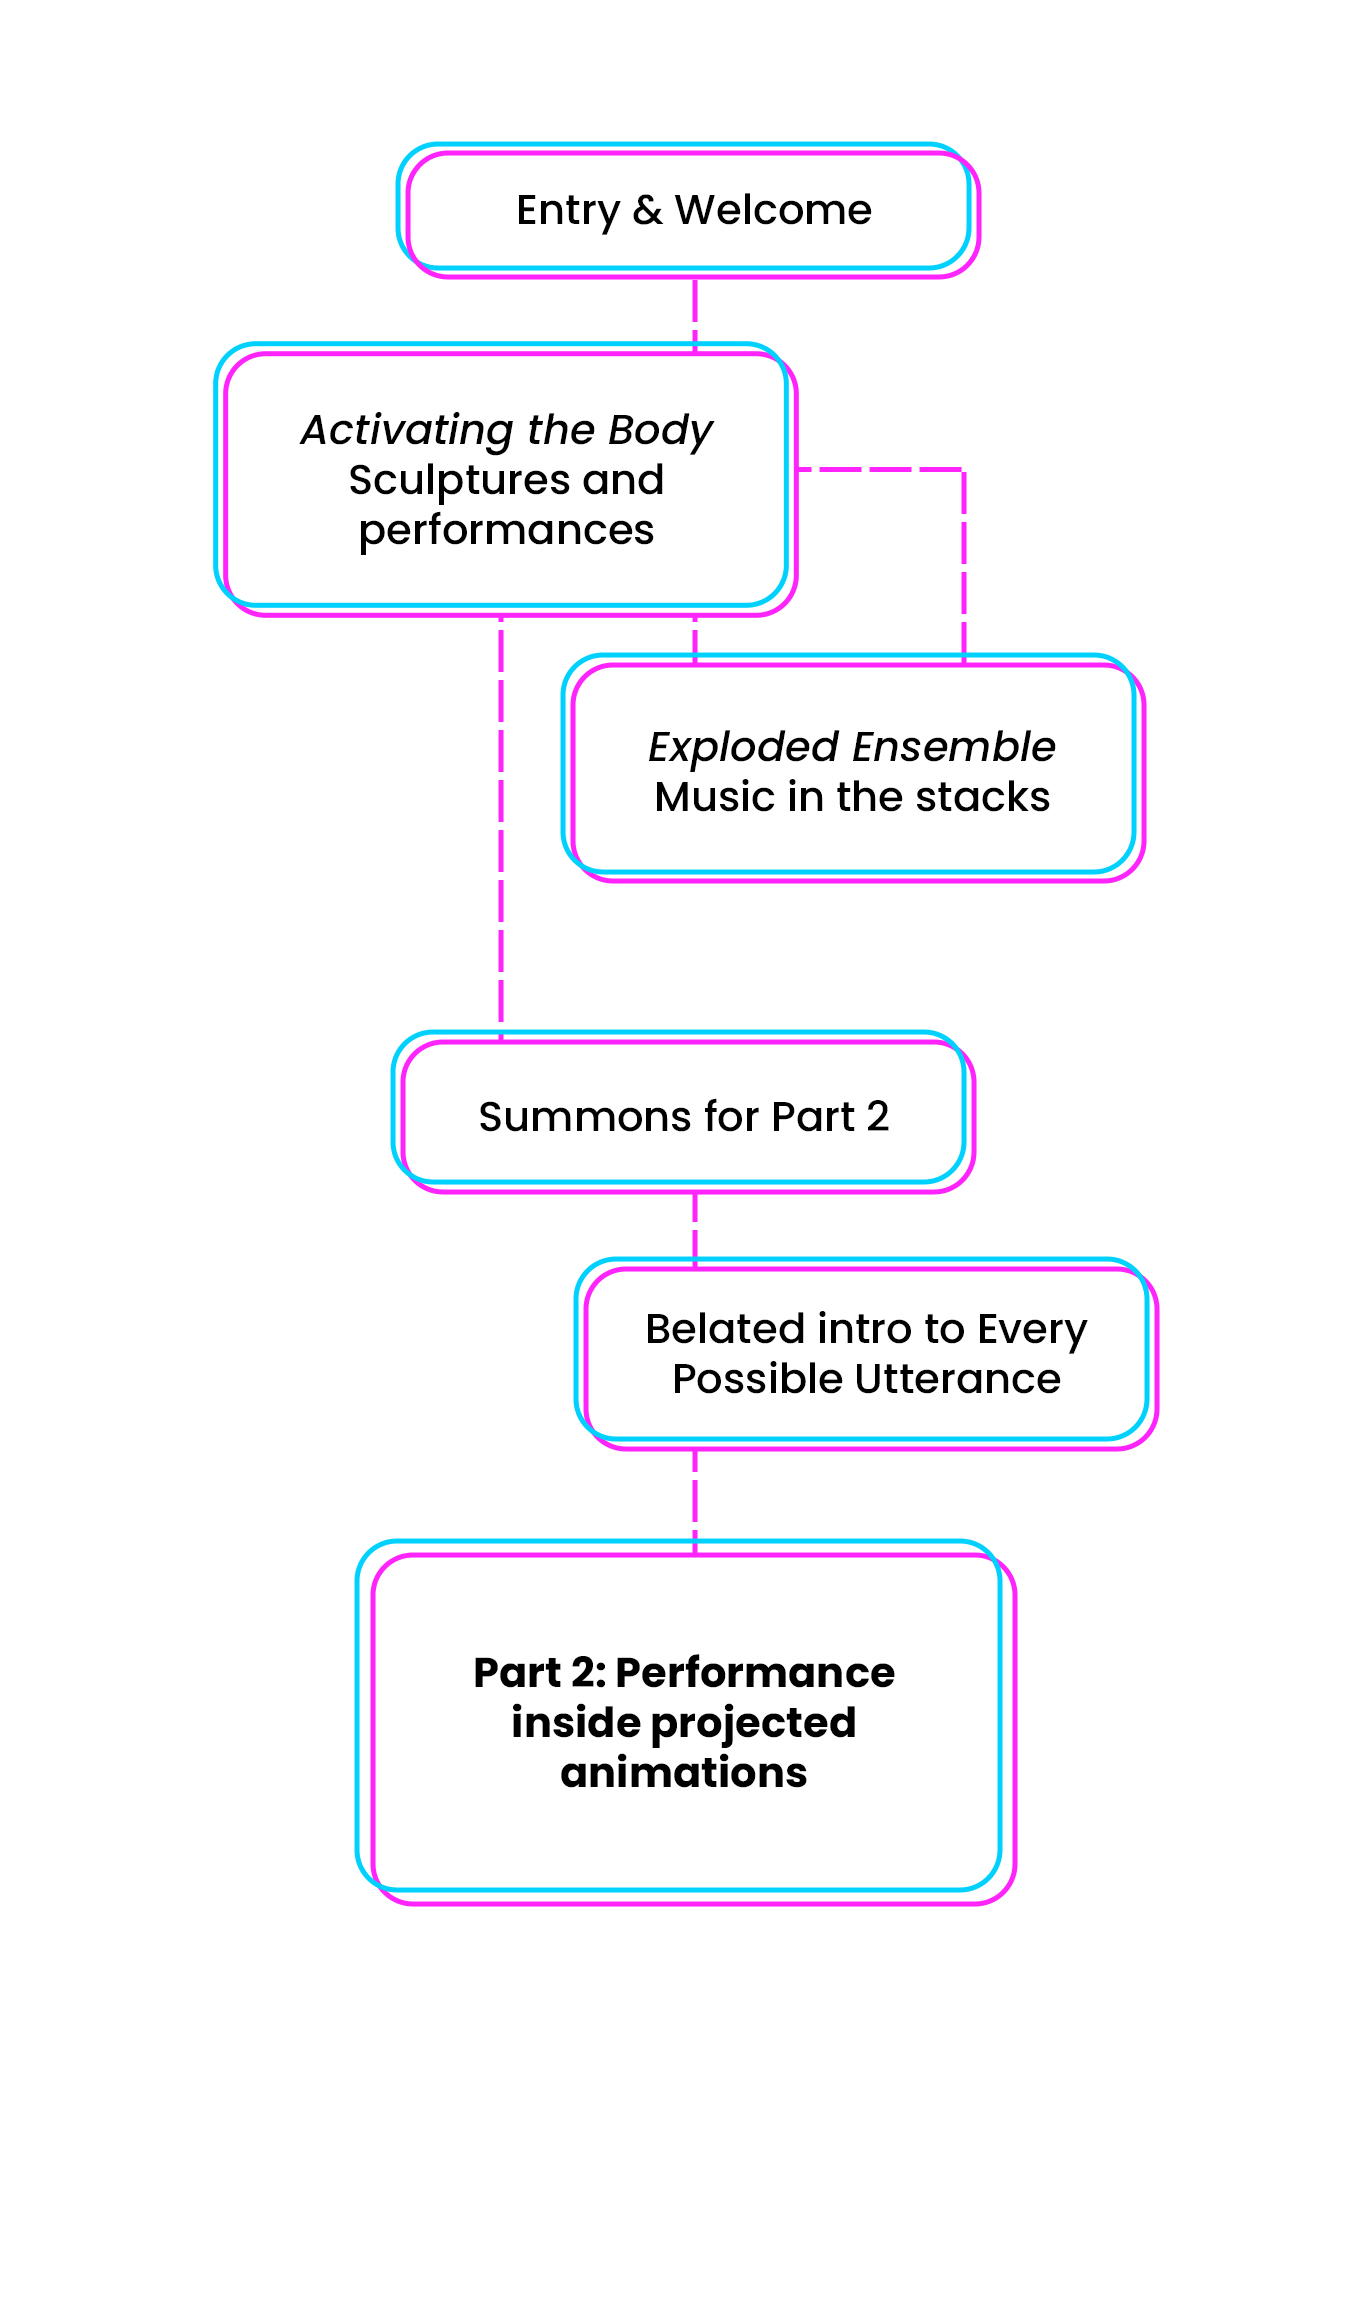 Entry & Welcome
Activating the Body
Sculptures and
performances
Exploded Ensemble
Music in the stacks
Summons for Part 2
Belated intro to Every
Possible Utterance
Part 2: Performance
inside projected
animations